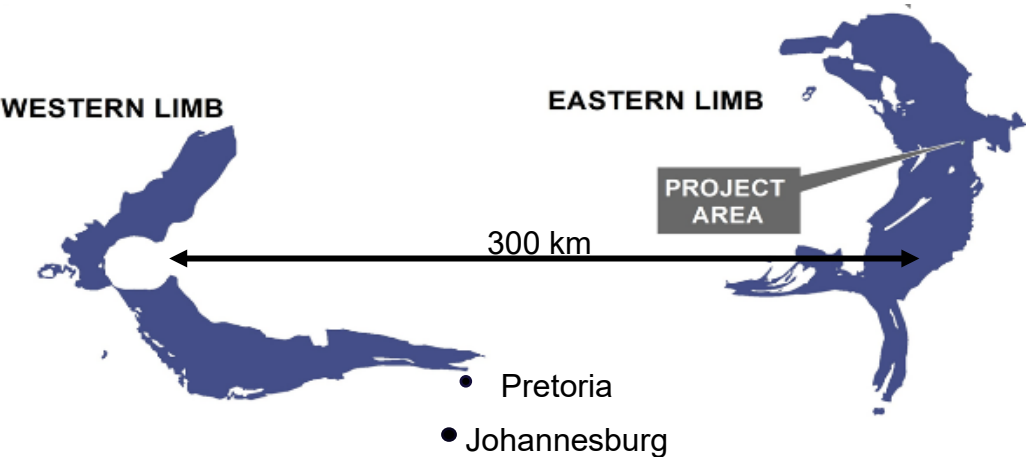 WESTERN LIMB
EASTERN LIMB
PROJECT
AREA
300 km
Pretoria
Johannesburg